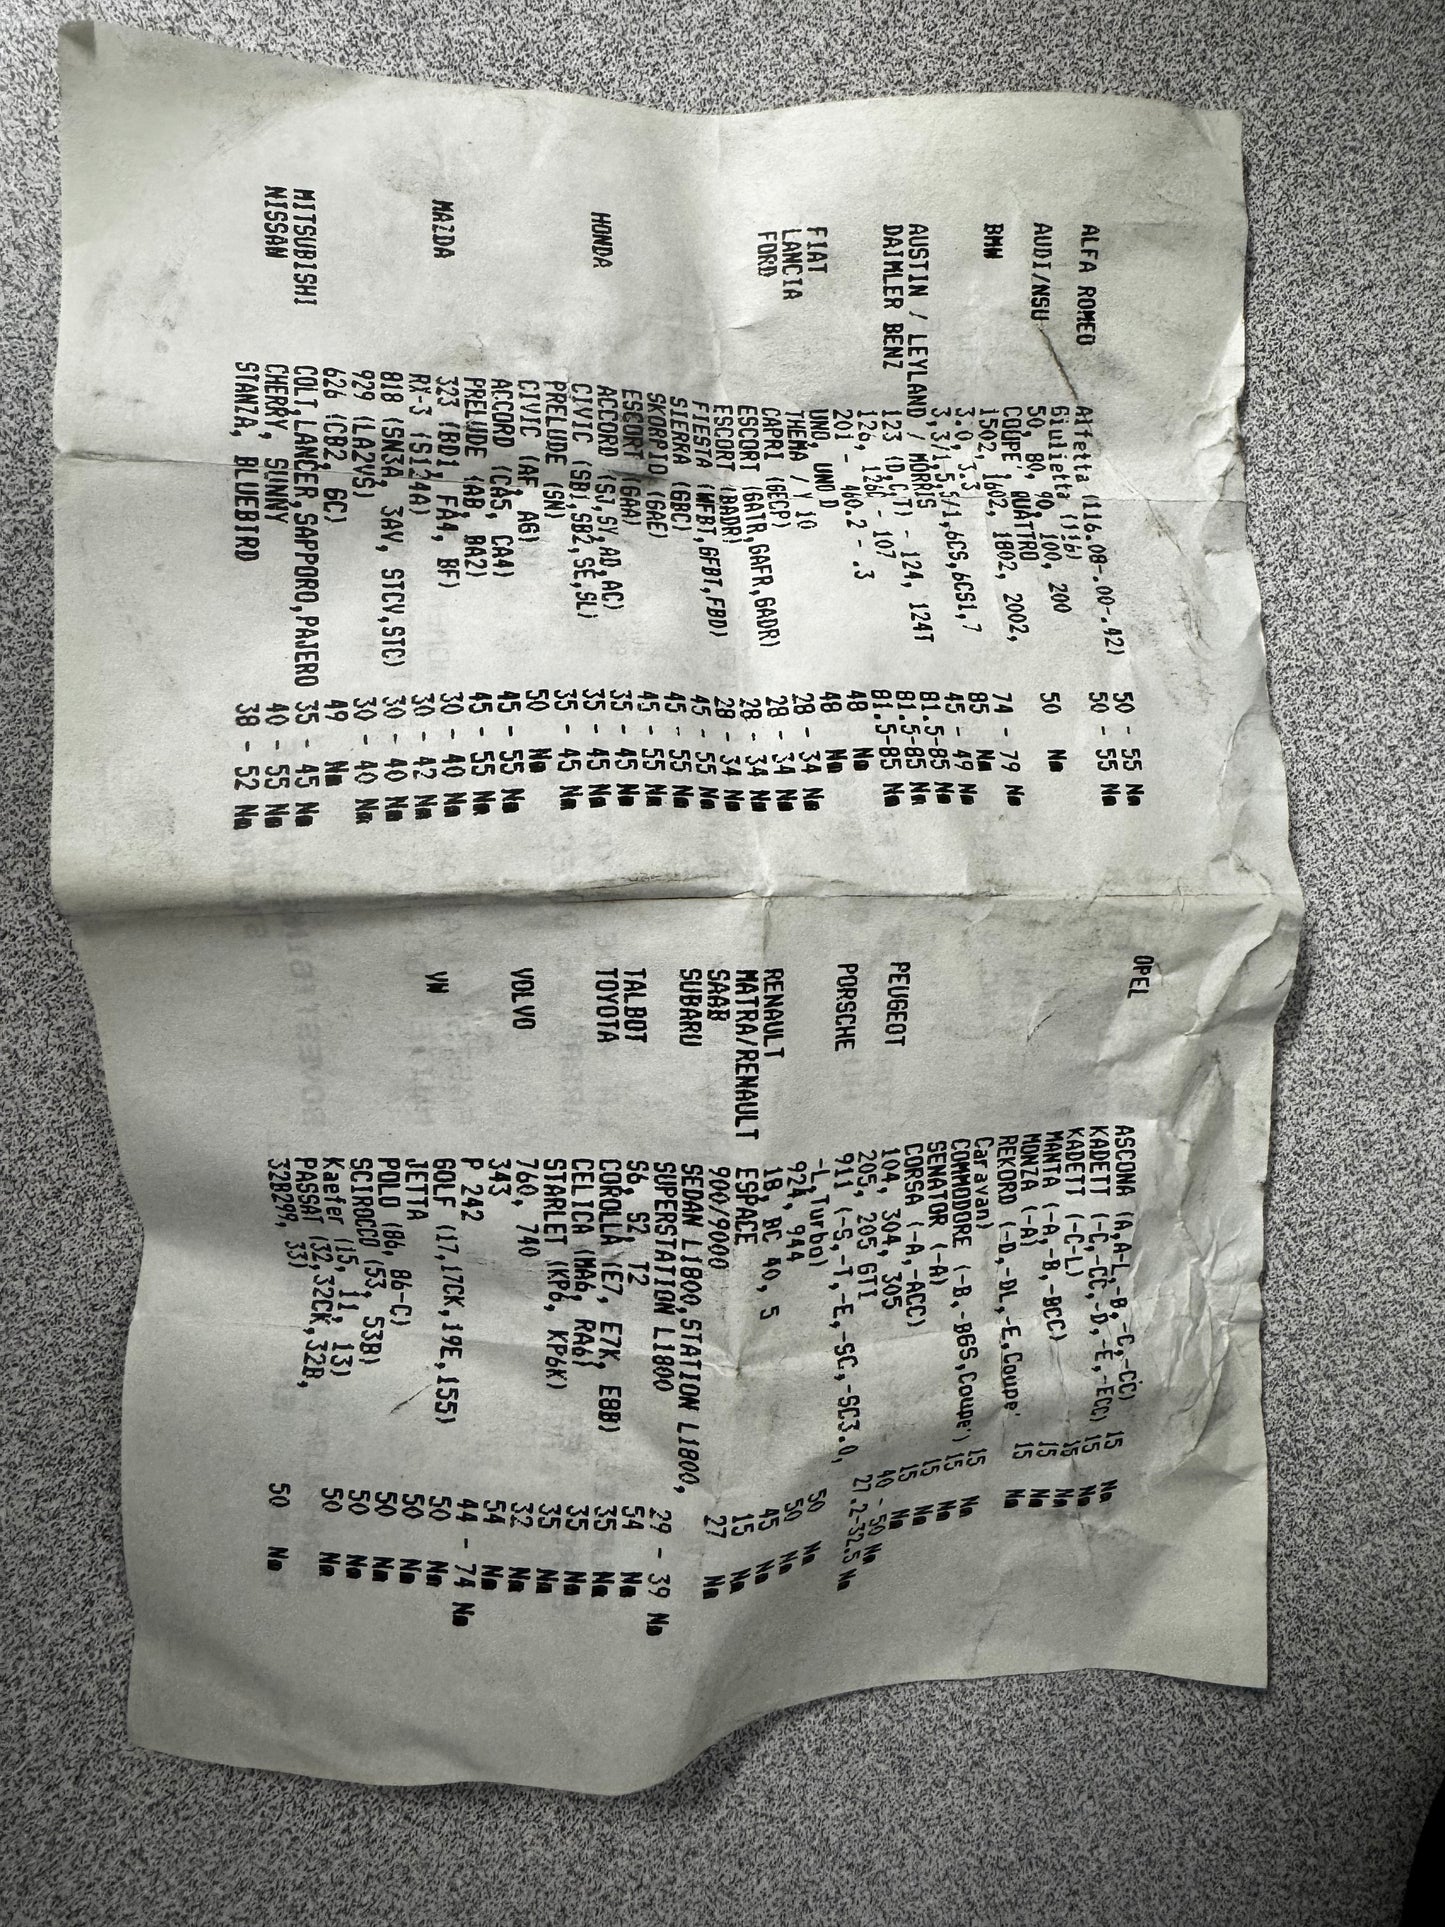 ALFA ROMEO Alfetta (116.08-.00-.42) 50 - 55 Nm
Giulietta (116) 50 - 55 Nm
AUDI/NSU 50, 80, 90, 100, 200
COUPE', QUATTRO 50 Nm
BMW 1502, 1602, 1802, 2002,
3.0, 3.3 74 - 79 Nm
3,3/1,5,5/1,6CS,6CS1,7 85 Nm
AUSTIN / LEYLAND / MORRIS 45 - 49 Nm
DAIMLER BENZ 123 (D,C,T) - 124, 124T 81.5-85 Nm
126, 126C - 107 81.5-85 Nm
201 - 460.2 - .3 81.5-85 Nm
FIAT UNO, UNO D 48 Nm
LANCIA THEMA / Y 10 48 Nm
FORD CAPRI (GECP) 28 - 34 Nm
ESCORT (GATR,GAFR,GADR) 28 - 34 Nm
ESCORT (BADR) 28 - 34 Nm
FIESTA (WFBT,GFBT,FBD) 28 - 34 Nm
SIERRA (GBC) 45 - 55 Nm
SKORPIO (GAE) 45 - 55 Nm
ESCORT (GAA) 45 - 55 Nm
HONDA ACCORD (SJ,SY,AD,AC) 35 - 45 Nm
CIVIC (SB1,SB2,SE,SL) 35 - 45 Nm
PRELUDE (SN) 35 - 45 Nm
CIVIC (AF, AG) 50 Nm
ACCORD (CA5, CA4) 45 - 55 Nm
PRELUDE (AB, BA2) 45 - 55 Nm
MAZDA 323 (BD1, FA4, BF) 30 - 40 Nm
RX-3 (S124A) 30 - 42 Nm
818 (SN3A, 3AV, STCV,STC) 30 - 40 Nm
929 (LA2VS) 30 - 40 Nm
626 (CB2, GC) 49 Nm
MITSUBISHI COLT,LANCER,SAPPORO,PAJERO 35 - 45 Nm
NISSAN CHERRY, SUNNY 40 - 55 Nm
STANZA, BLUEBIRD 38 - 52 Nm
OPEL ASCONA (A,A-L,-B,-C,-CC) 15 Nm
KADETT (-C,-CC,-D,-E,-ECC) 15 Nm
KADETT (-C-L) 15 Nm
MANTA (-A,-B,-BCC) 15 Nm
MONZA (-A) 15 Nm
REKORD (-D,-DL,-E,Coupe'
Caravan) 15 Nm
COMMODORE (-B,-BGS,Coupe') 15 Nm
SENATOR (-A) 15 Nm
CORSA (-A,-ACC) 15 Nm
PEUGEOT 104, 304, 305 40 - 50 Nm
205, 205 GTI 27.2-32.5 Nm
PORSCHE 911 (-S,-T,-E,-SC,-SC3.0,
-L,Turbo) 50 Nm
924, 944 50 Nm
RENAULT 18, AC 40, 5 45 Nm
MATRA/RENAULT ESPACE 15 Nm
SAAB 900/9000 27 Nm
SUBARU SEDAN L1800,STATION L1800,
SUPERSTATION L1800 29 - 39 Nm
TALBOT S6, S2, T2 54 Nm
TOYOTA COROLLA (E7, E7K, E8B) 35 Nm
CELICA (MA6, RA6) 35 Nm
STARLET (KP6, KP6K) 35 Nm
VOLVO 760, 740 32 Nm
343 54 Nm
P 242 44 - 74 Nm
VW GOLF (17,17CK,19E,155) 50 Nm
JETTA 50 Nm
POLO (86, 86-C) 50 Nm
SCIROCCO (53, 53B) 50 Nm
Kaefer (15, 11, 13) 50 Nm
PASSAT (32,32CK,32B,
32B299, 33) 50 Nm